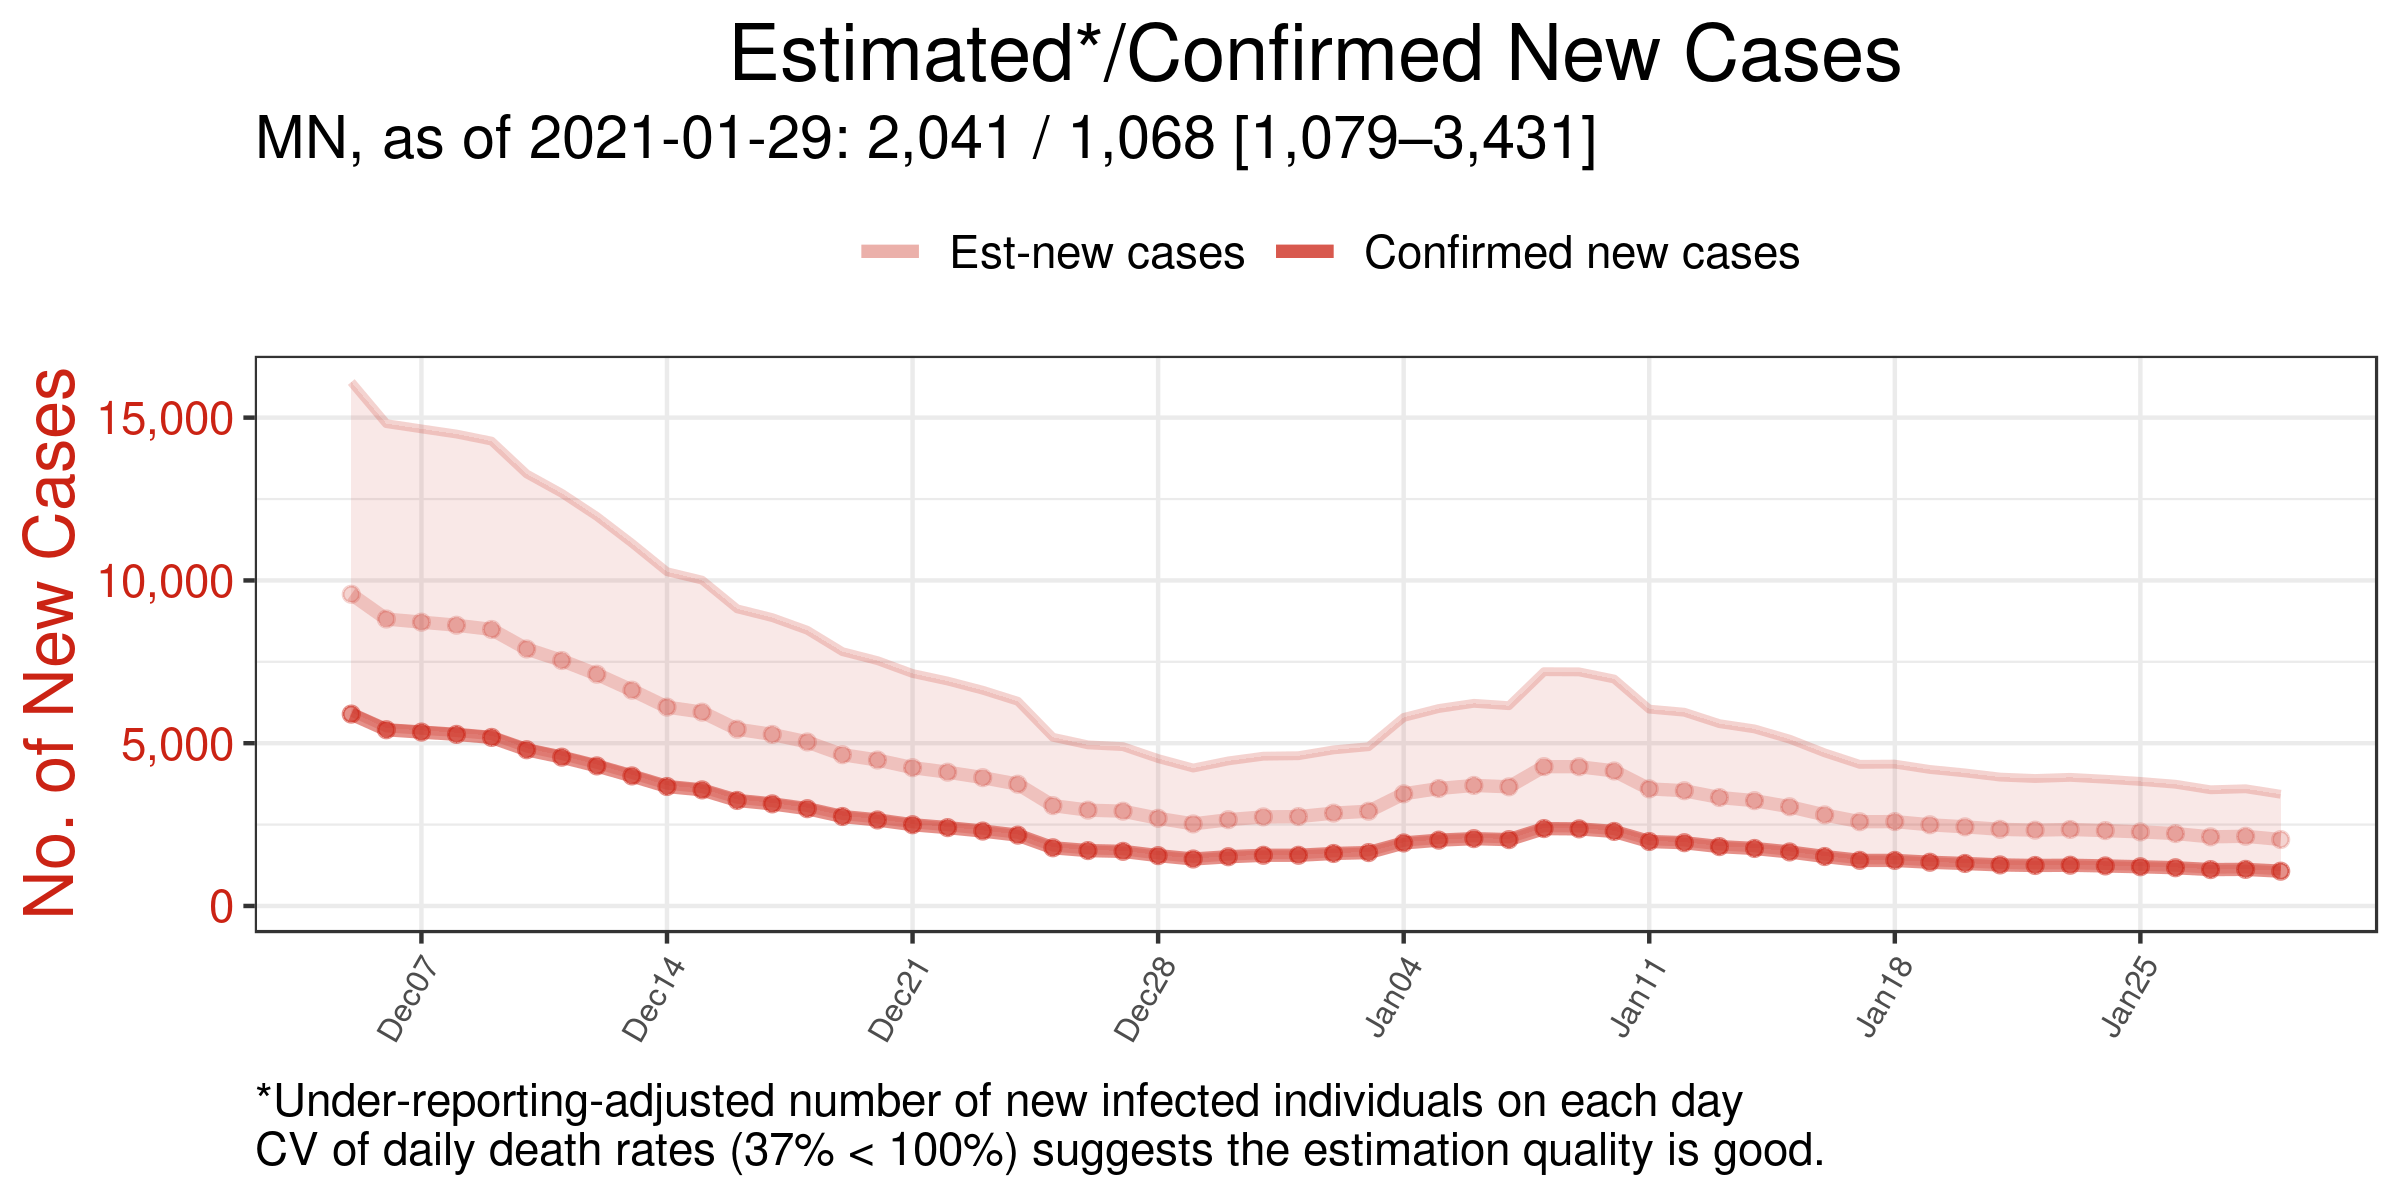 Estimated*/Confirmed New Cases
MN, as of 2021-01-29: 2,041 / 1,068 [1,079–3,431]
Est-new cases
Confirmed new cases
No. of New Cases
15,000
10,000
5,000
0
Dec07
Dec14
Dec21
Dec28
Jan04
Jan11
Jan18
Jan25
*Under-reporting-adjusted number of new infected individuals on each day
CV of daily death rates (37% < 100%) suggests the estimation quality is good.